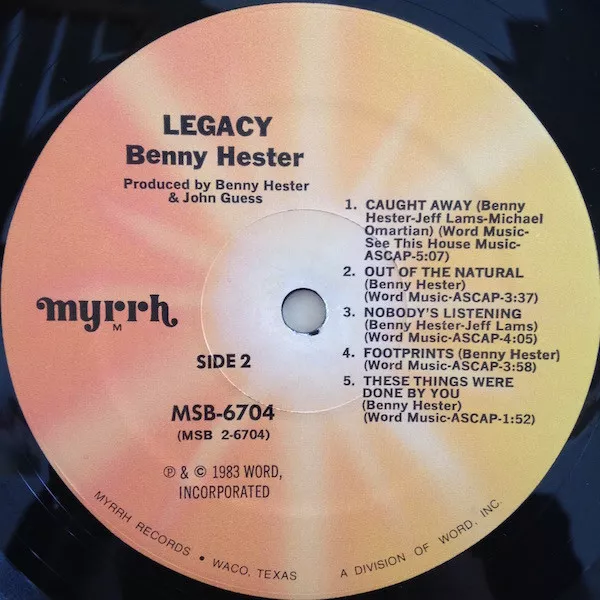 LEGACY
Benny Hester
Produced by Benny Hester
& John Guess
1. CAUGHT AWAY (Benny
Hester-Jeff Lams-Michael
Omartian) (Word Music-
See This House Music-
ASCAP-5:07)
2. OUT OF THE NATURAL
(Benny Hester)
(Word Music-ASCAP-3:37)
3. NOBODY'S LISTENING
(Benny Hester-Jeff Lams)
(Word Music-ASCAP-4:05)
4. FOOTPRINTS (Benny Hester)
(Word Music-ASCAP-3:58)
5. THESE THINGS WERE
DONE BY YOU
(Benny Hester)
(Word Music-ASCAP-1:52)
myrrh
M
SIDE 2
MSB-6704
(MSB 2-6704)
℗ & © 1983 WORD,
INCORPORATED
MYRRH RECORDS • WACO, TEXAS A DIVISION OF WORD, INC.